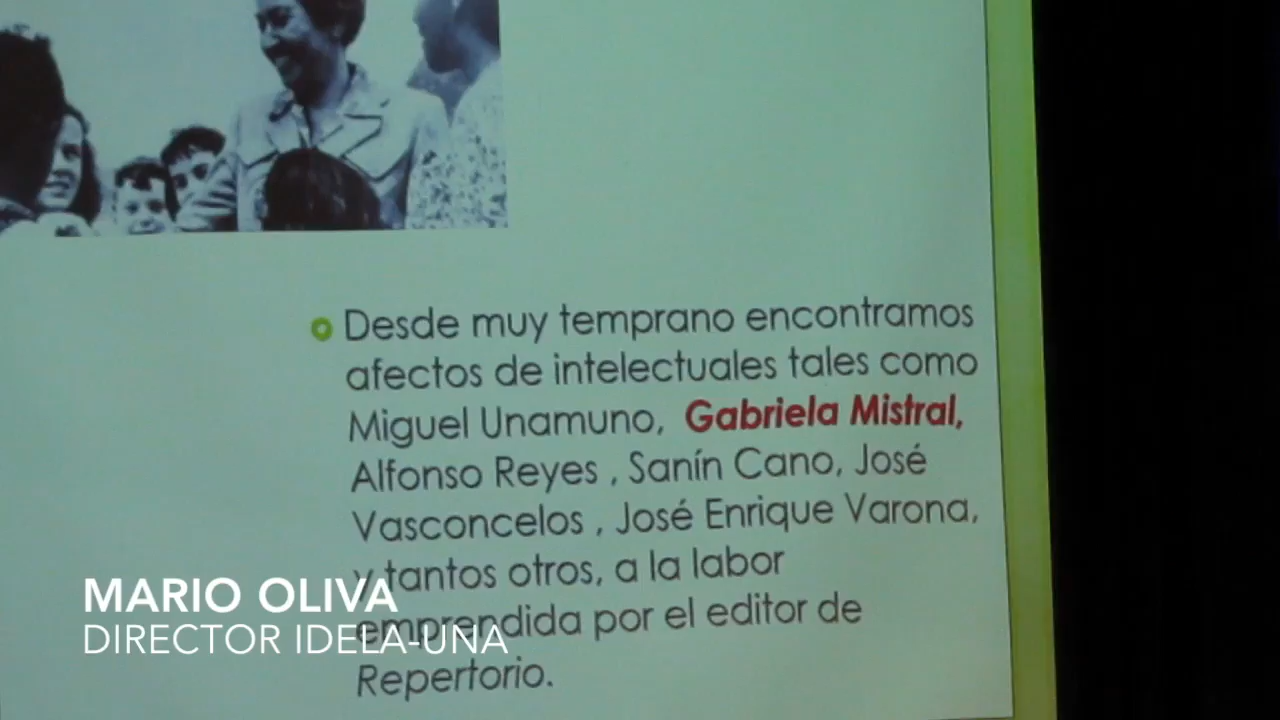 Desde muy temprano encontramos
afectos de intelectuales tales como
Miguel Unamuno, Gabriela Mistral,
Alfonso Reyes , Sanín Cano, José
Vasconcelos , José Enrique Varona,
y tantos otros, a la labor
emprendida por el editor de
Repertorio.
MARIO OLIVA
DIRECTOR IDELA-UNA